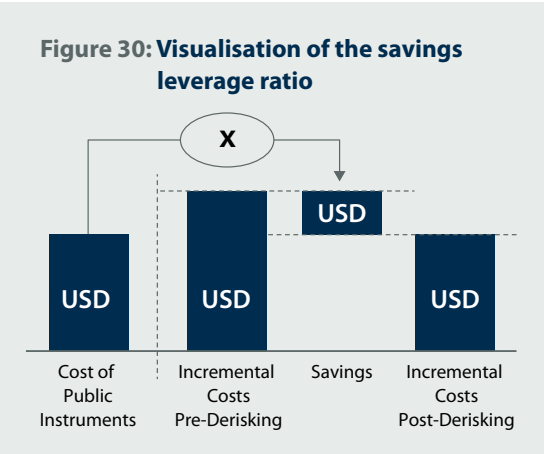 Figure 30: Visualisation of the savings
leverage ratio
X
USD
USD
USD
USD
Cost of
Public
Instruments
Incremental
Costs
Pre-Derisking
Savings
Incremental
Costs
Post-Derisking